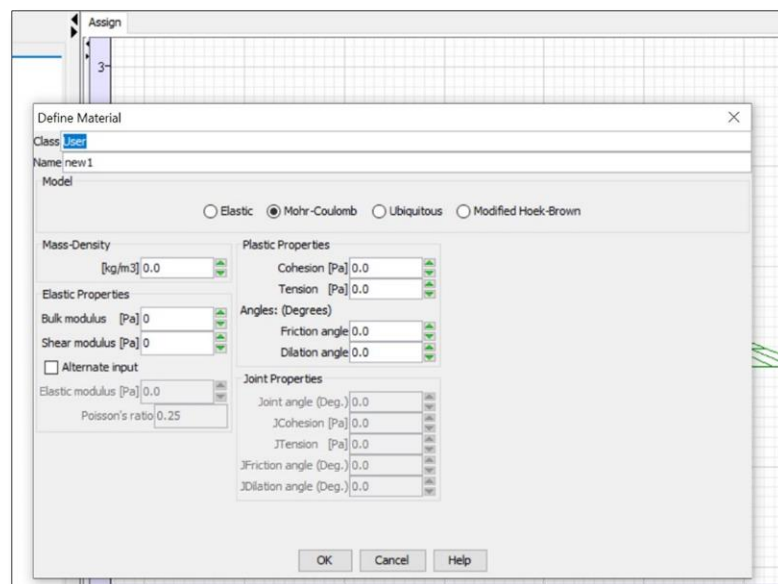 Assign
3
Define Material
Class User
Name new1
Model
Elastic Mohr-Coulomb Ubiquitous Modified Hoek-Brown
Mass-Density
[kg/m3] 0.0
Elastic Properties
Bulk modulus [Pa] 0
Shear modulus [Pa] 0
Alternate input
Elastic modulus [Pa] 0.0
Poisson's ratio 0.25
Plastic Properties
Cohesion [Pa] 0.0
Tension [Pa] 0.0
Angles: (Degrees)
Friction angle 0.0
Dilation angle 0.0
Joint Properties
Joint angle (Deg.) 0.0
JCohesion [Pa] 0.0
JTension [Pa] 0.0
JFriction angle (Deg.) 0.0
JDilation angle (Deg.) 0.0
OK Cancel Help